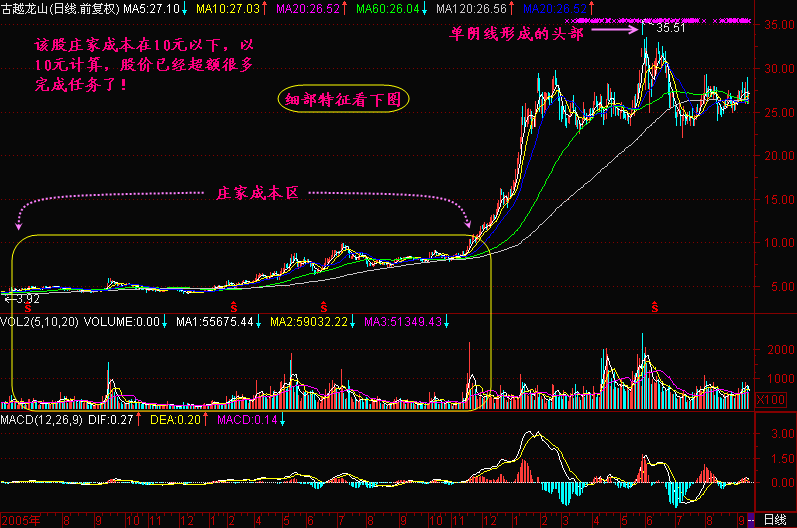 古越龙山(日线.前复权) MA5:27.10↓ MA10:27.03↑ MA20:26.52↑ MA60:26.04↓ MA120:26.56↑ MA20:26.52↑
单阴线形成的头部
35.51
该股庄家成本在10元以下，以
10元计算，股价已经超额很多
完成任务了！
细部特征看下图
庄家成本区
35.00
30.00
25.00
20.00
15.00
10.00
5.00
←3.92
S S S S
VOL2(5,10,20) VOLUME:0.00↓ MA1:55675.44↓ MA2:59032.22↓ MA3:51349.43↓
2000
1000
X100
MACD(12,26,9) DIF:0.27↑ DEA:0.20↑ MACD:0.14↓
3.00
1.50
0.00
2005年 8 9 10 11 12 1 2 4 5 6 7 8 9 10 11 12 1 2 3 4 5 6 7 8 9 日线